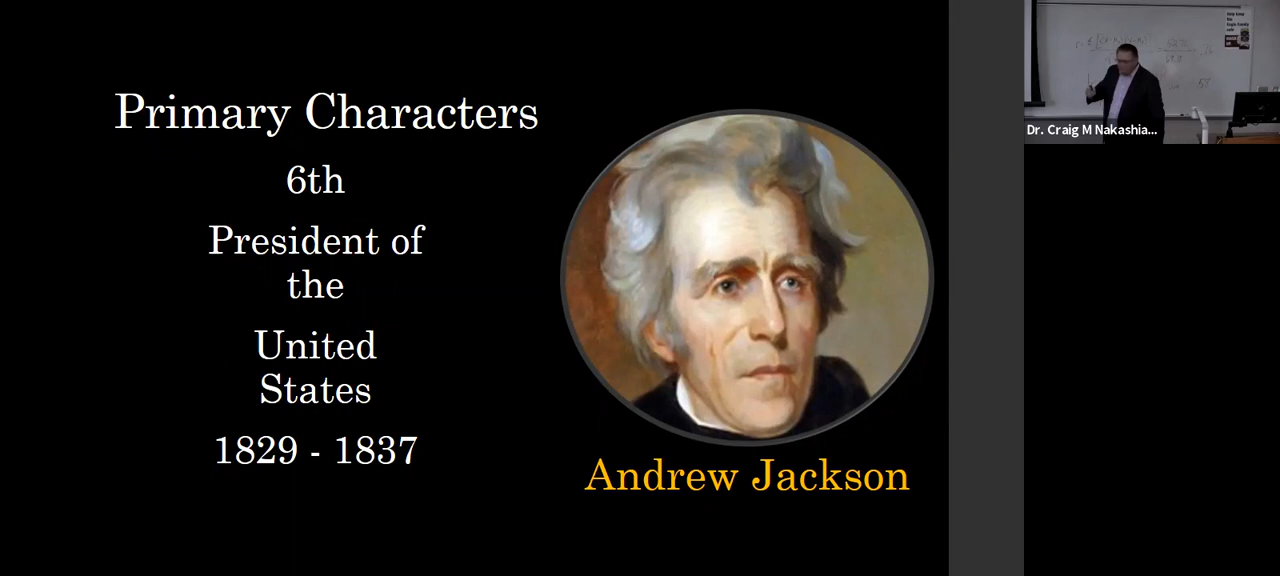 Primary Characters
6th
President of
the
United
States
1829 - 1837
Andrew Jackson
Dr. Craig M Nakashia...